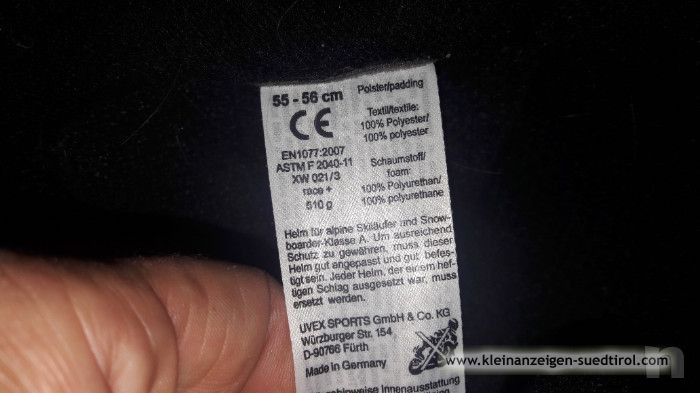 55 - 56 cm
CE
EN1077:2007
ASTM F 2040-11
XW 021/3
race +
510 g
Polster/padding
Textil/textile:
100% Polyester/
100% polyester
Schaumstoff/
foam:
100% Polyurethan/
100% polyurethane
Helm für alpine Skiläufer und Snow-
boarder-Klasse A. Um ausreichend
Schutz zu gewähren, muss dieser
Helm gut angepasst und gut befes-
tigt sein. Jeder Helm, der einem hef-
tigen Schlag ausgesetzt war, muss
ersetzt werden.
UVEX SPORTS GmbH & Co. KG
Würzburger Str. 154
D-90766 Fürth
Made in Germany
Innenausstattung
www.kleinanzeigen-suedtirol.com
n